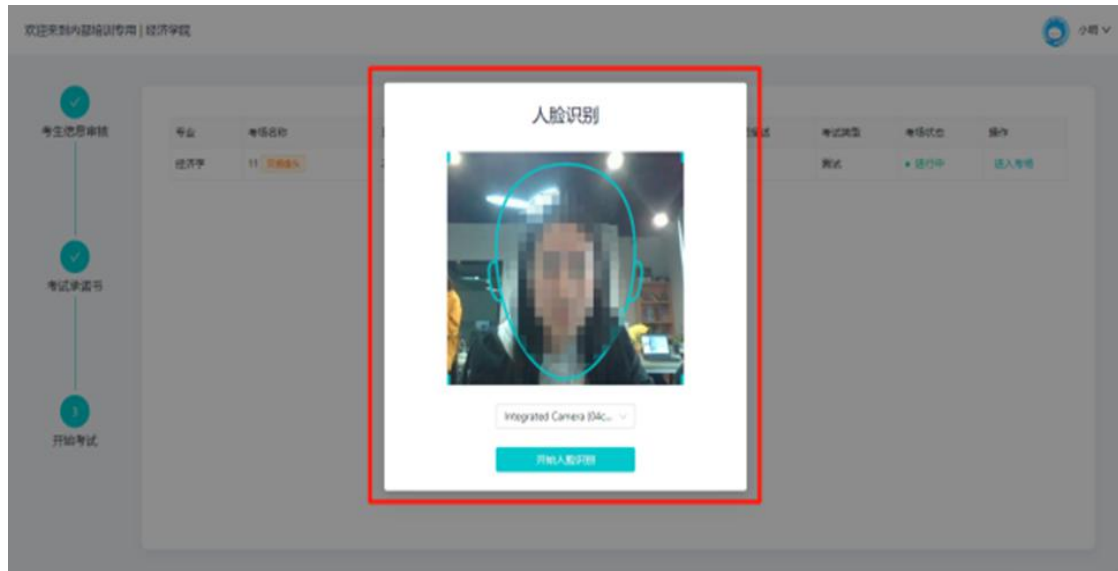 欢迎来到内部培训专用 | 经济学院
小明
考生信息审核
考试承诺书
3
开始考试
专业 考场名称 考试类型 考场状态 操作
经济学 11 测试 进行中 进入考场
人脸识别
Integrated Camera (04c...
开始人脸识别